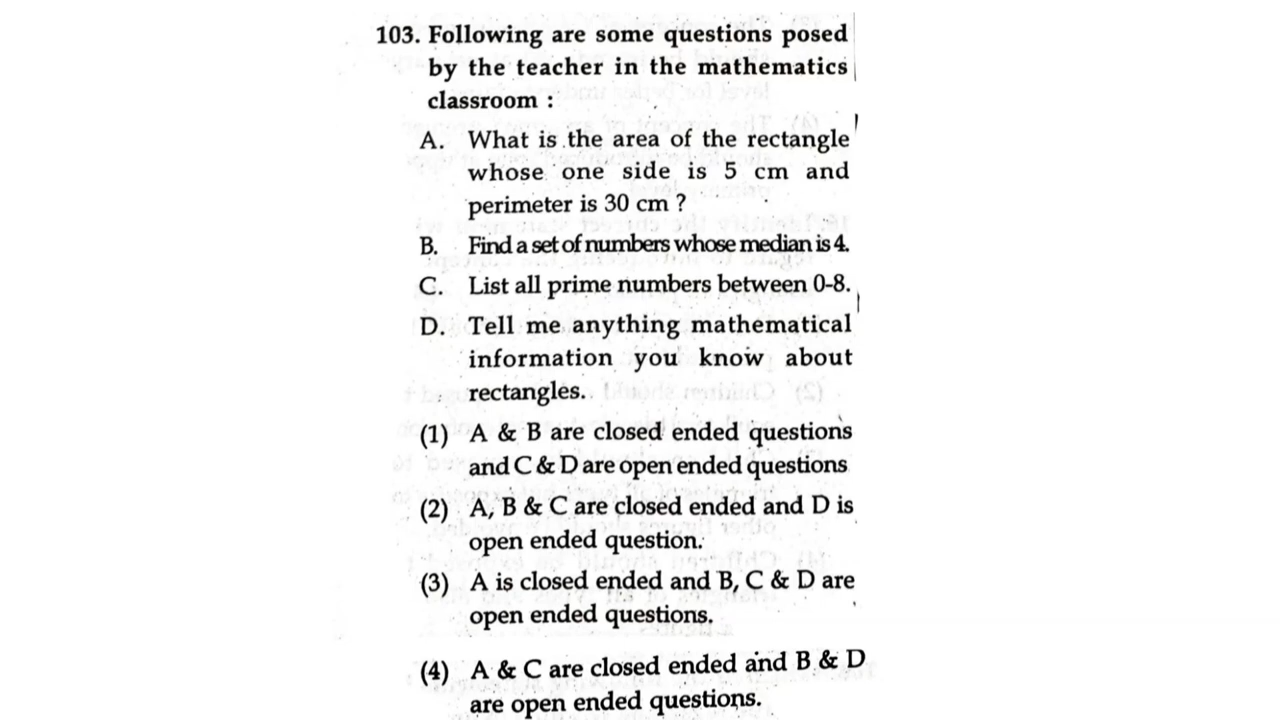 103. Following are some questions posed
by the teacher in the mathematics
classroom :
A. What is the area of the rectangle
whose one side is 5 cm and
perimeter is 30 cm ?
B. Find a set of numbers whose median is 4.
C. List all prime numbers between 0-8.
D. Tell me anything mathematical
information you know about
rectangles.
(1) A & B are closed ended questions
and C & D are open ended questions
(2) A, B & C are closed ended and D is
open ended question.
(3) A is closed ended and B, C & D are
open ended questions.
(4) A & C are closed ended and B & D
are open ended questions.